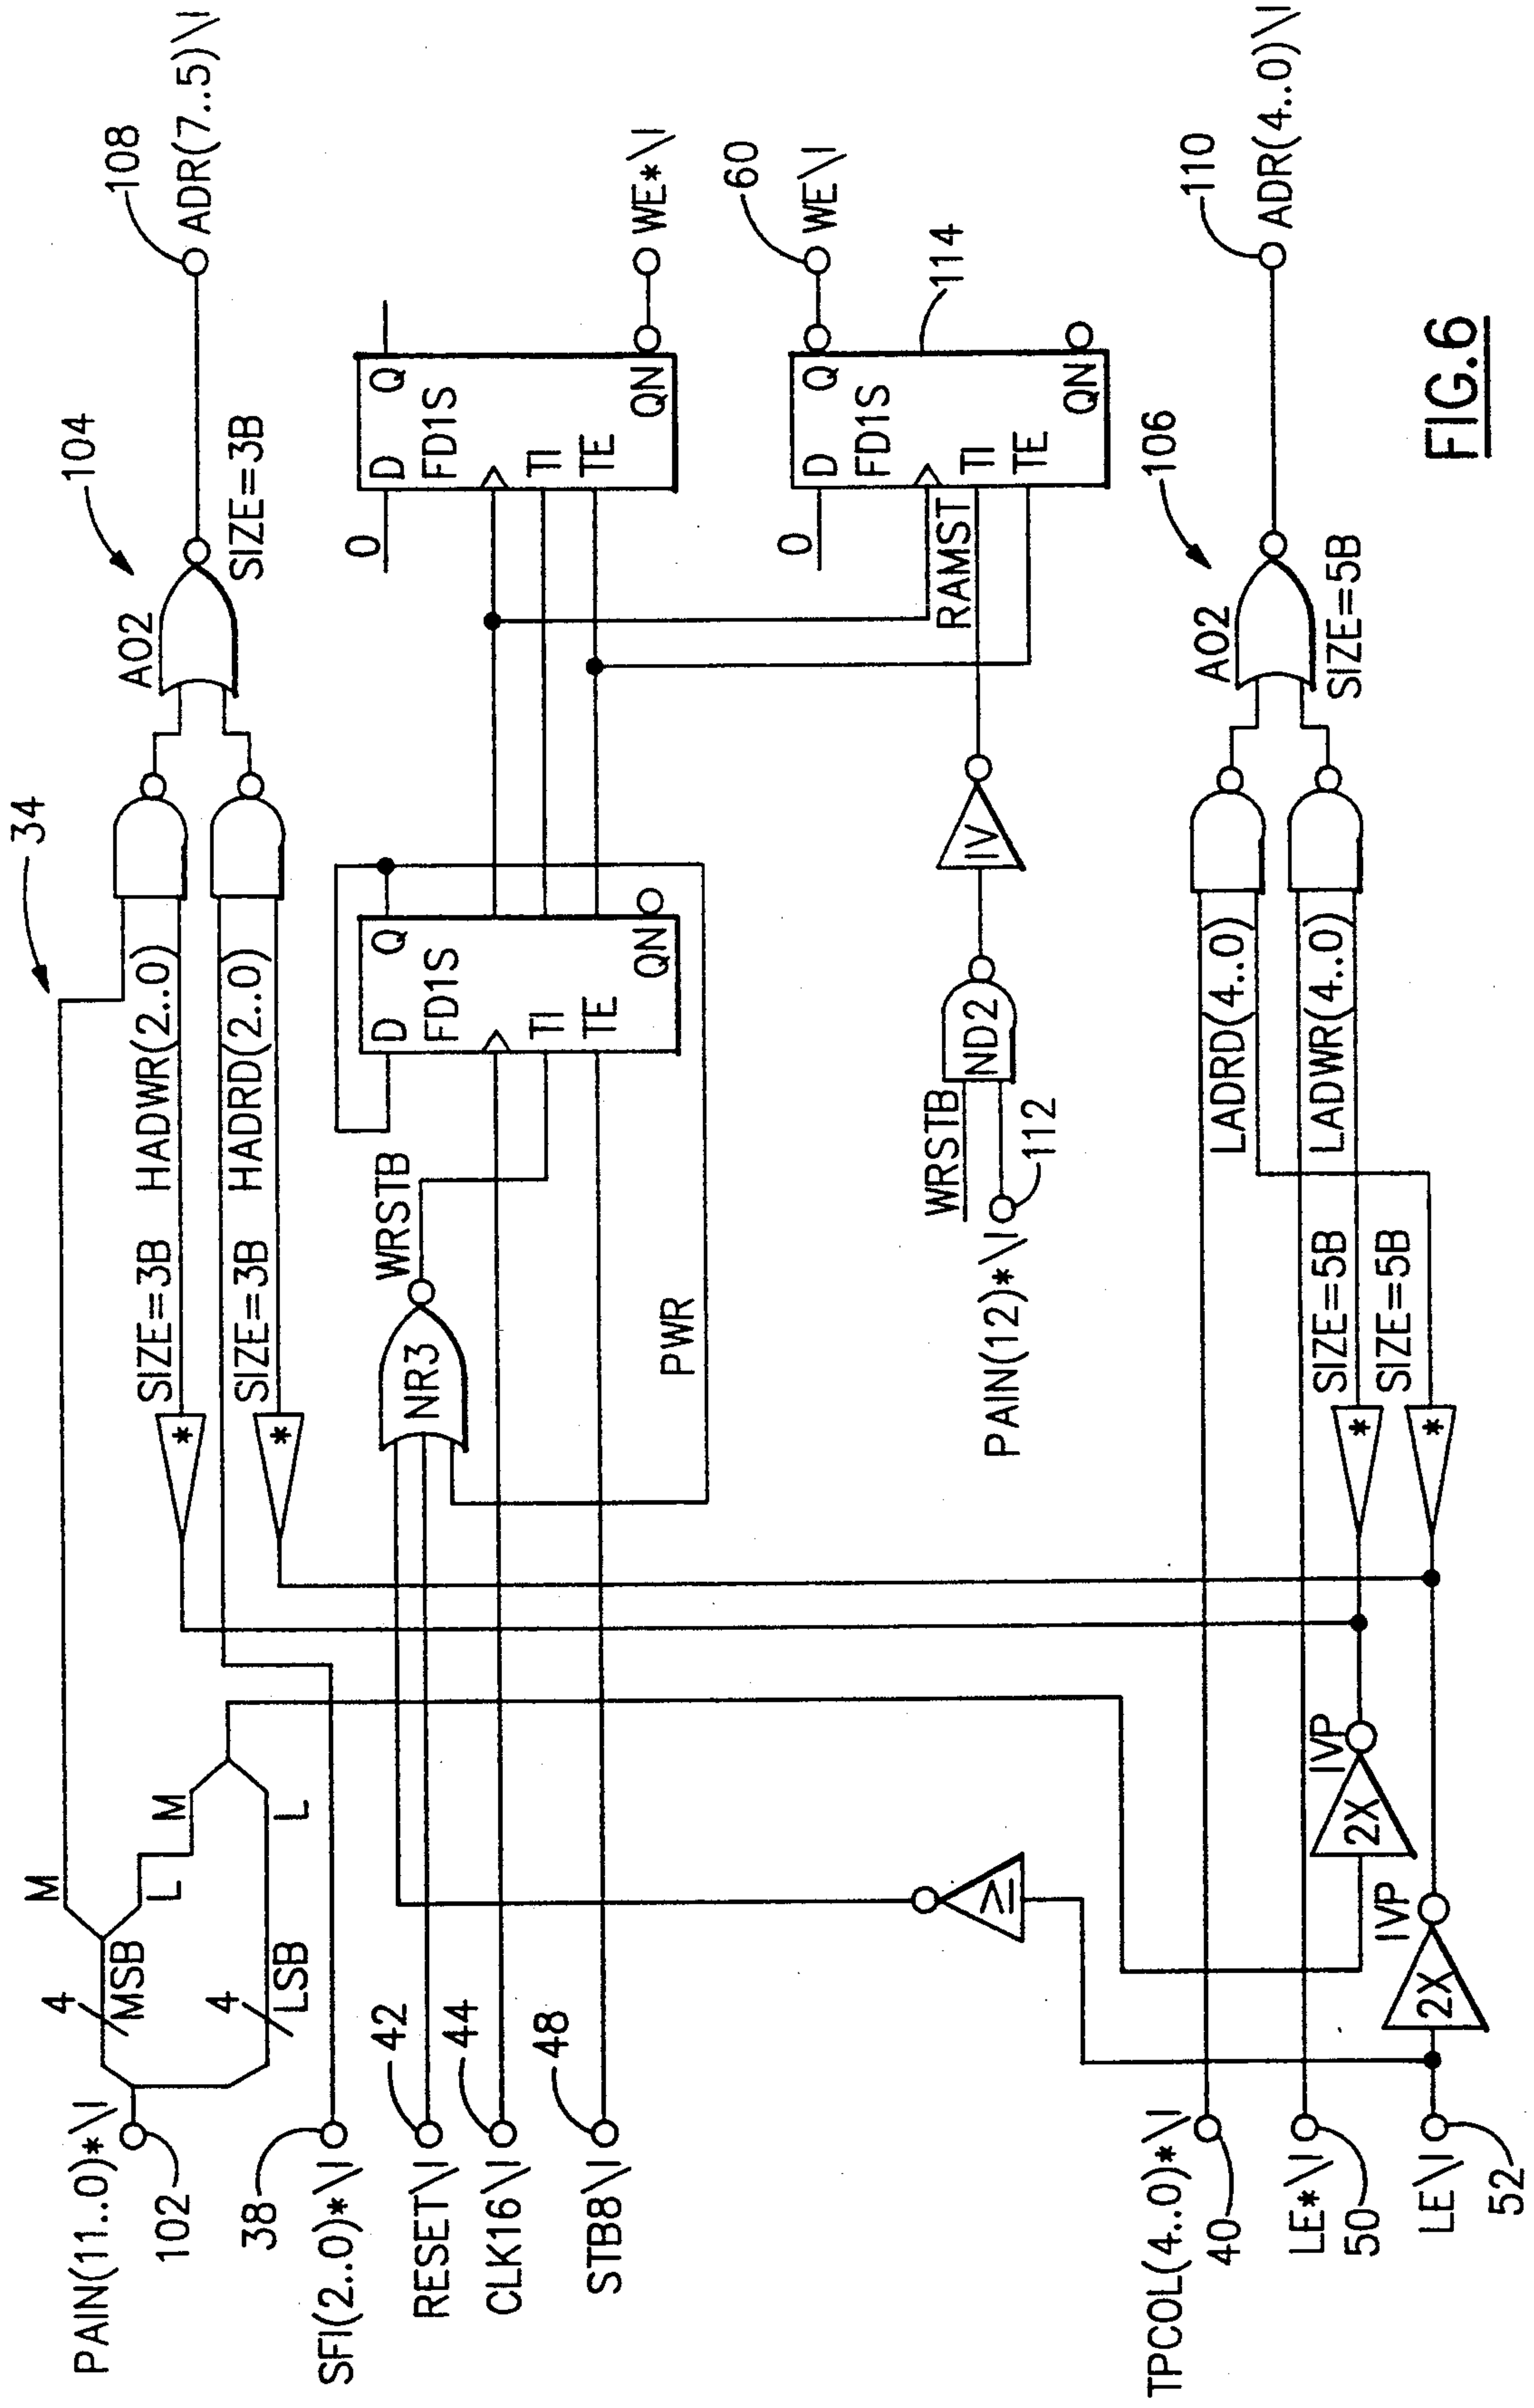 34
104
108
ADR(7..5)\I
A02
SIZE=3B
M
PAIN(11..0)*\I
102
4
MSB
L
M
4
LSB
L
SIZE=3B
HADWR(2..0)
*
SIZE=3B
HADRD(2..0)
*
38
SFI(2..0)*\I
RESET\I
42
CLK16\I
44
STB8\I
48
NR3
WRSTB
PWR
D
Q
FD1S
TI
TE
QN
0
D
Q
FD1S
TI
TE
QN
WE*\I
60
WE\I
0
D
Q
FD1S
TI
TE
QN
114
RAMST
WRSTB
PAIN(12)*\I
112
ND2
IV
≥I
TPCOL(4..0)*\I
40
LE*\I
50
LE\I
52
2X
IVP
2X
IVP
SIZE=5B
*
SIZE=5B
*
LADRD(4..0)
LADWR(4..0)
A02
SIZE=5B
106
110
ADR(4..0)\I
FIG.6